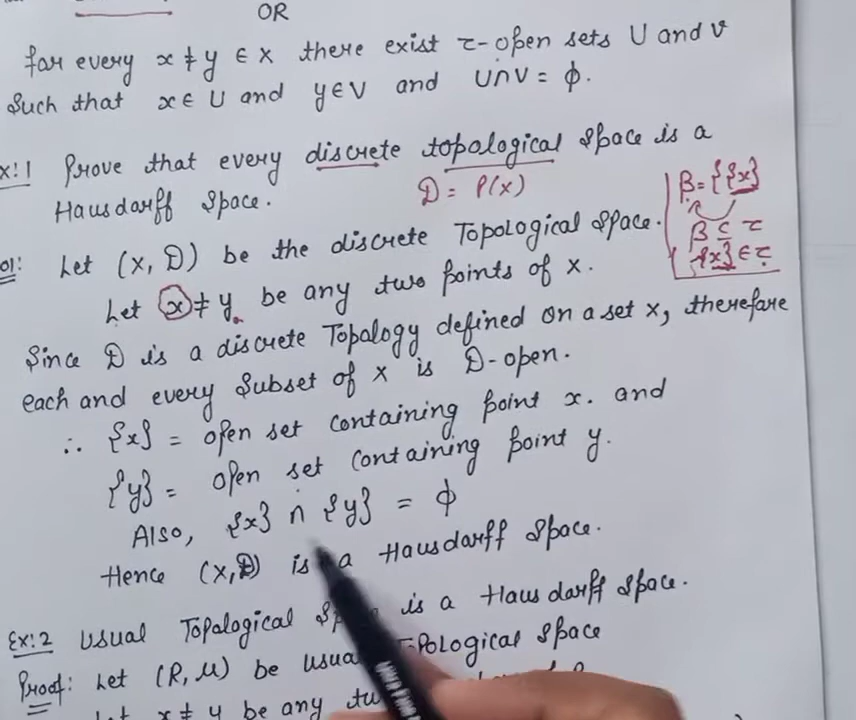 OR
for every x ≠ y ∈ X there exist τ-open sets U and V
Such that x ∈ U and y ∈ V and U ∩ V = ϕ.
x:1 Prove that every discrete topological Space is a
Hausdorff Space.
D = P(X)
β = {{x}}
β ⊆ τ
{x} ∈ τ
ol: Let (X, D) be the discrete Topological Space.
Let x ≠ y be any two points of X.
Since D is a discrete Topology defined on a set X, therefore
each and every Subset of X is D-open.
∴ {x} = open set containing point x. and
{y} = open set containing point y.
Also, {x} ∩ {y} = ϕ
Hence (X, D) is a Hausdorff Space.
Ex:2 Usual Topological is a Hausdorff Space.
Proof: Let (R, U) be Topological Space
x ≠ y be any